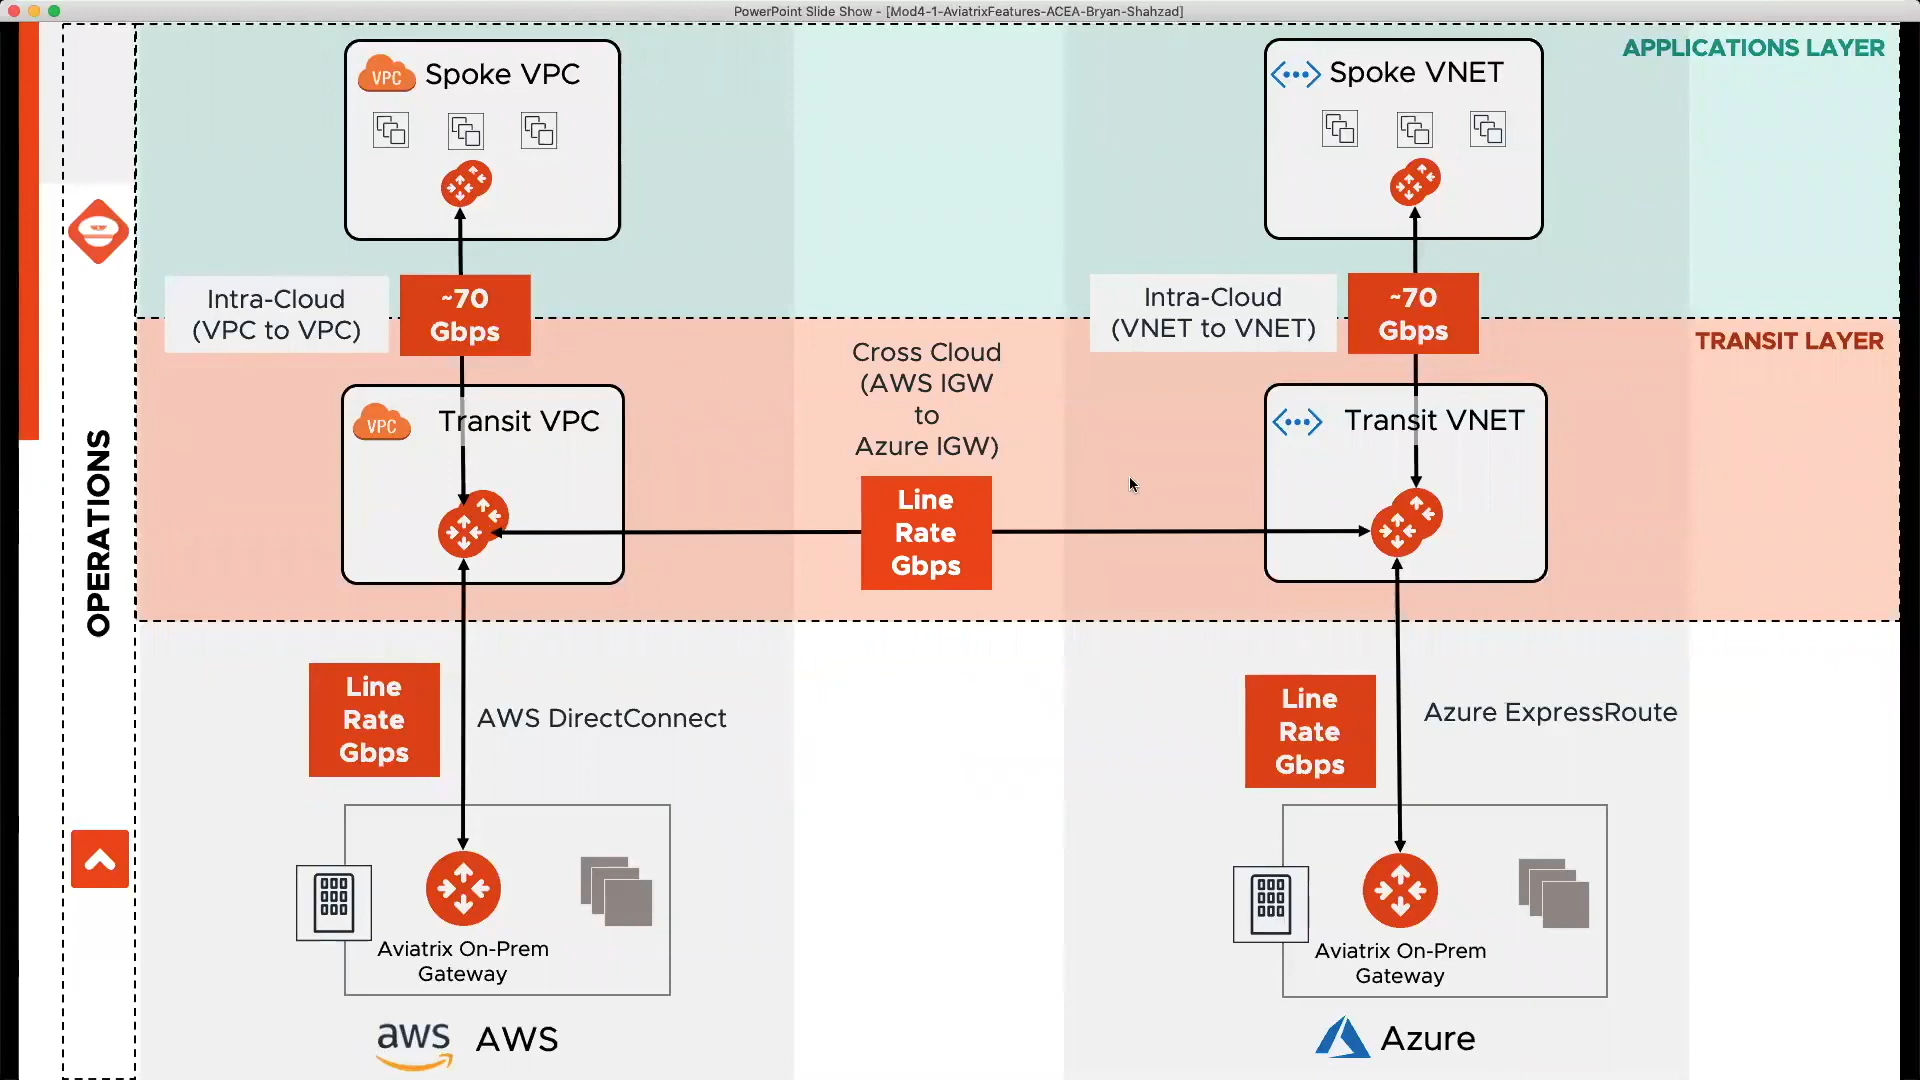 PowerPoint Slide Show - [Mod4-1-AviatrixFeatures-ACEA-Bryan-Shahzad]
APPLICATIONS LAYER
VPC
Spoke VPC
Spoke VNET
Intra-Cloud
(VPC to VPC)
~70
Gbps
Intra-Cloud
(VNET to VNET)
~70
Gbps
TRANSIT LAYER
Cross Cloud
(AWS IGW
to
Azure IGW)
VPC
Transit VPC
Transit VNET
Line
Rate
Gbps
OPERATIONS
Line
Rate
Gbps
AWS DirectConnect
Line
Rate
Gbps
Azure ExpressRoute
Aviatrix On-Prem
Gateway
Aviatrix On-Prem
Gateway
aws
AWS
Azure